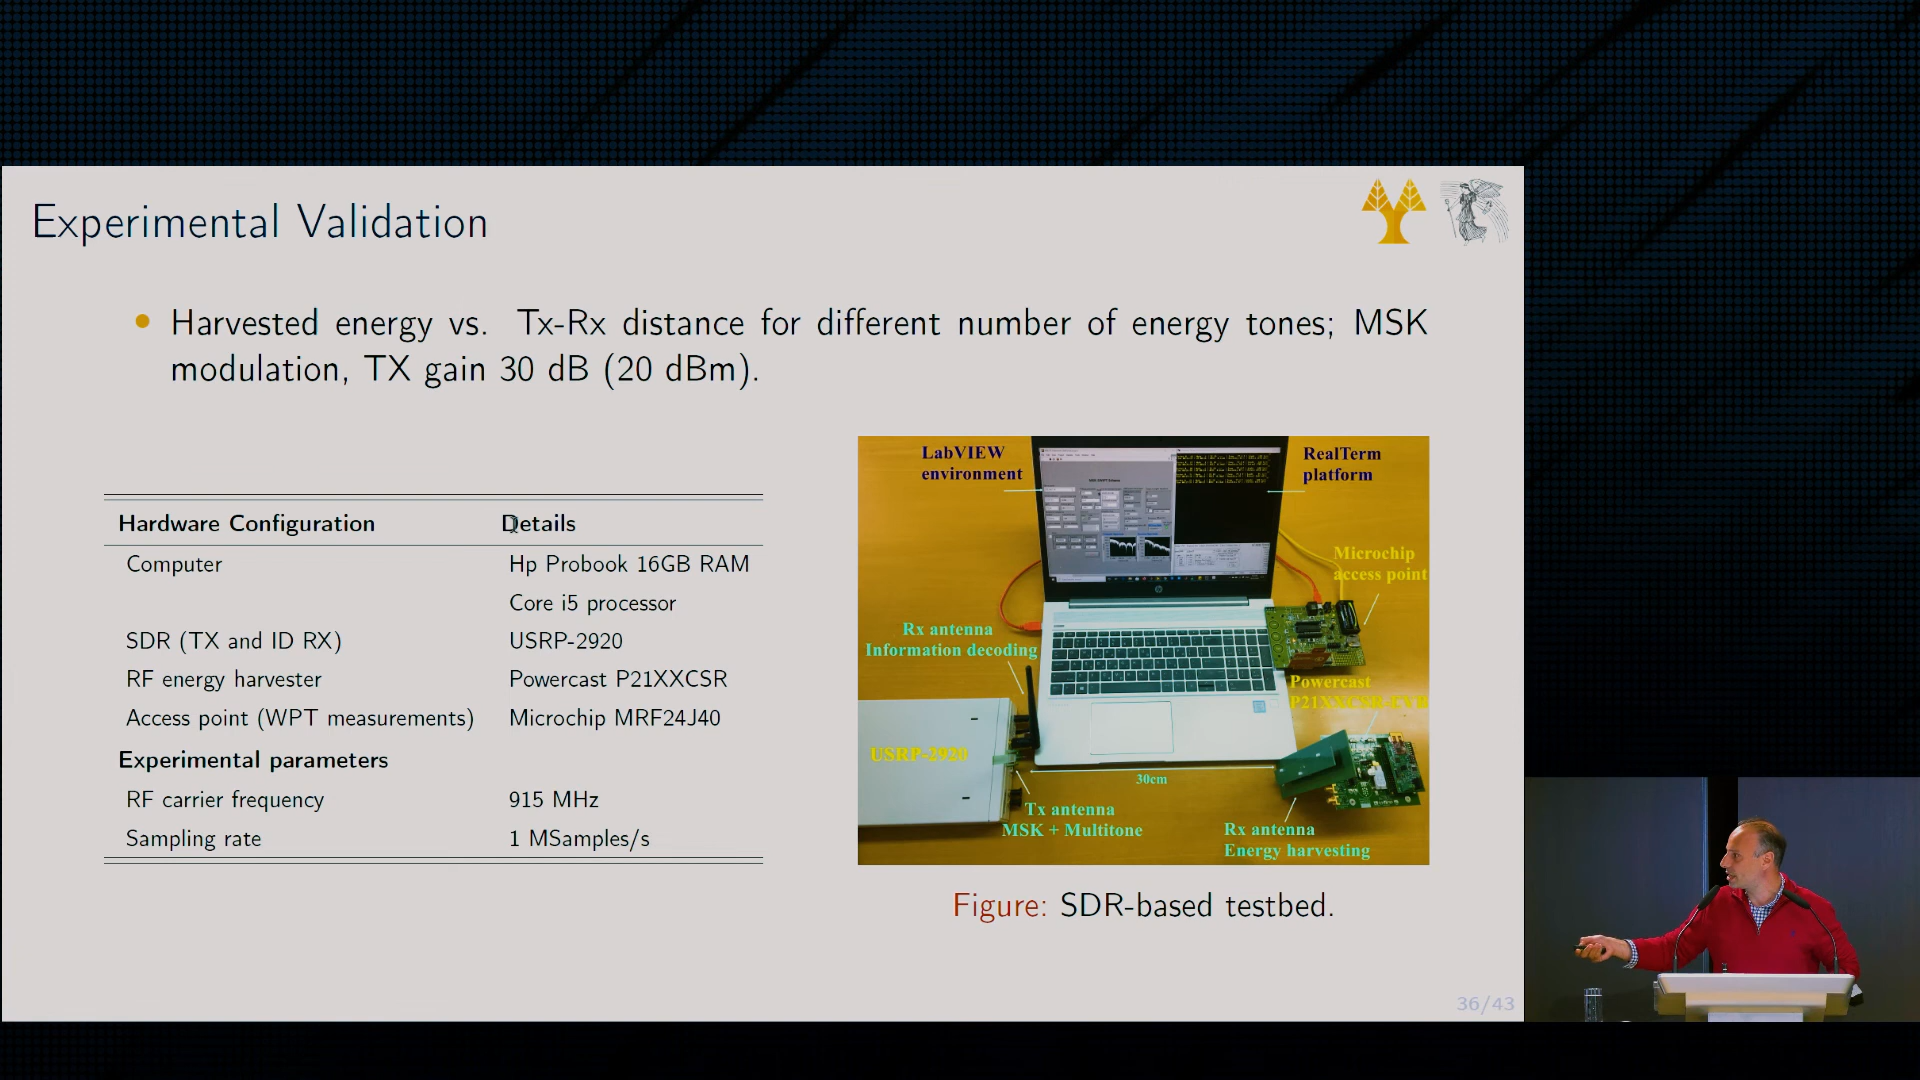 Experimental Validation
Harvested energy vs. Tx-Rx distance for different number of energy tones; MSK
modulation, TX gain 30 dB (20 dBm).
Hardware Configuration Details
Computer Hp Probook 16GB RAM
Core i5 processor
SDR (TX and ID RX) USRP-2920
RF energy harvester Powercast P21XXCSR
Access point (WPT measurements) Microchip MRF24J40
Experimental parameters
RF carrier frequency 915 MHz
Sampling rate 1 MSamples/s
LabVIEW
environment
RealTerm
platform
Microchip
access point
Rx antenna
Information decoding
Powercast
P21XXCSR-EVB
USRP-2920
30cm
Tx antenna
MSK + Multitone
Rx antenna
Energy harvesting
Figure: SDR-based testbed.
36/43